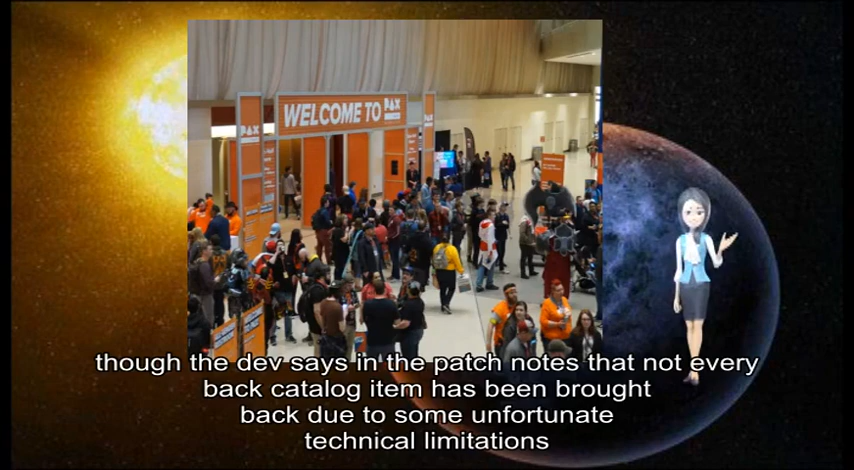 WELCOME TO PAX
PAX
though the dev says in the patch notes that not every
back catalog item has been brought
back due to some unfortunate
technical limitations